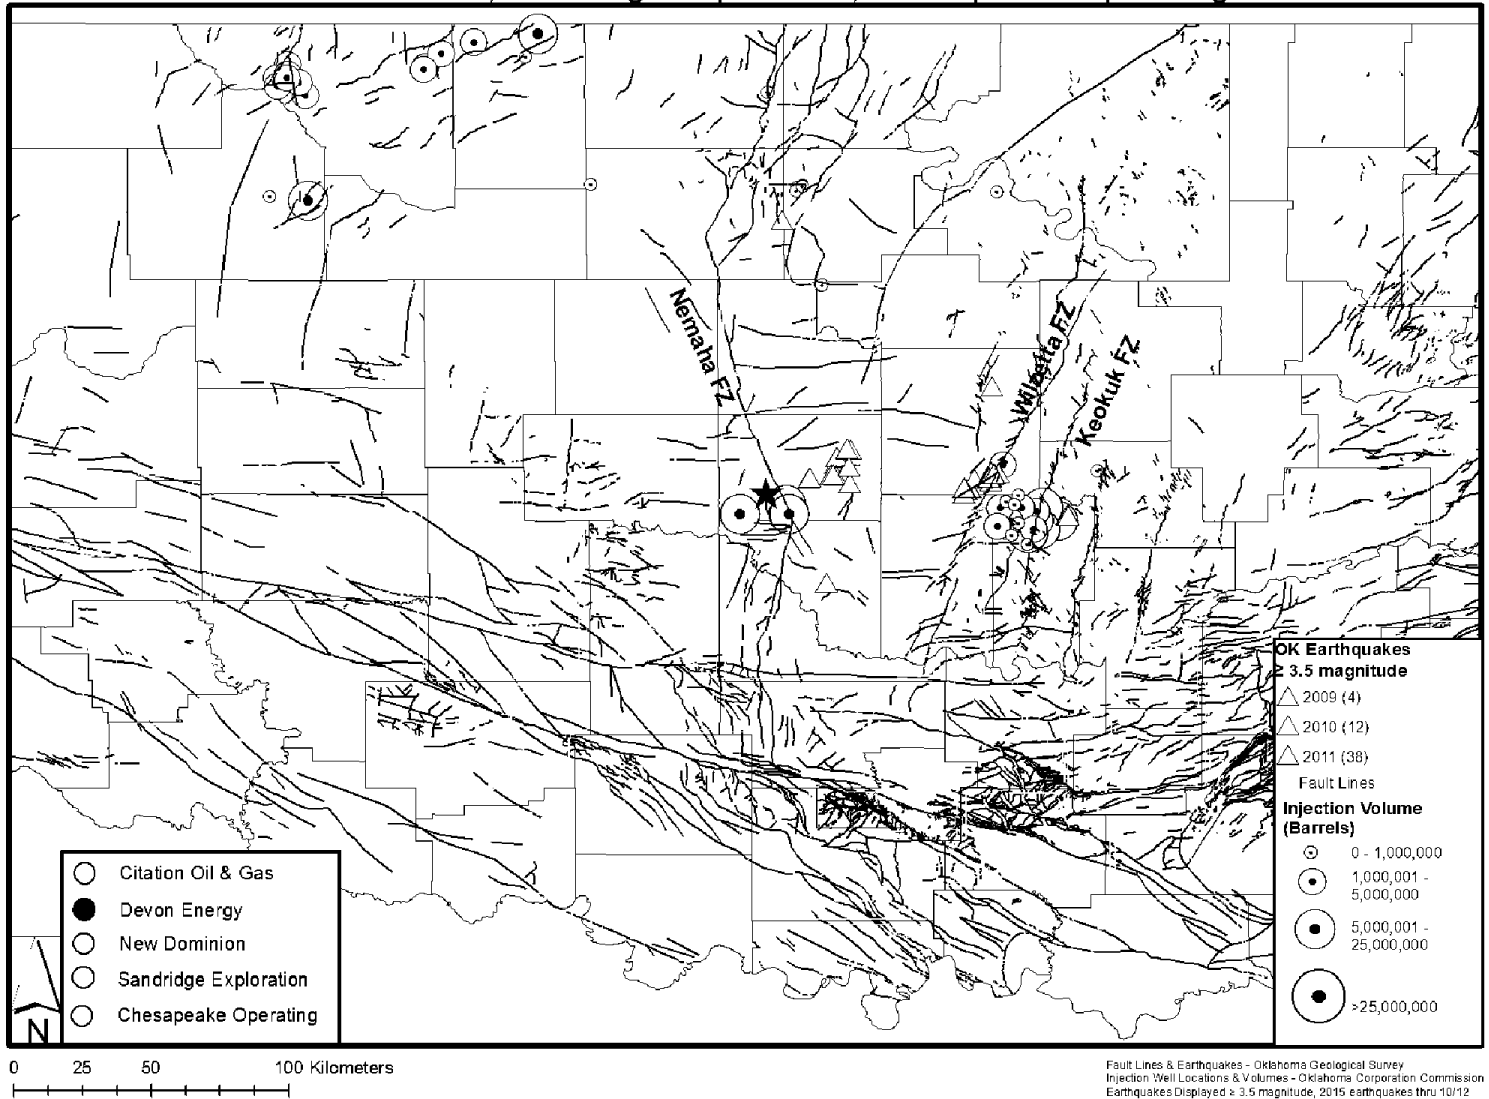 Nemaha FZ
Wilzetta FZ
Keokuk FZ
OK Earthquakes
≥ 3.5 magnitude
2009 (4)
2010 (12)
2011 (38)
Fault Lines
Injection Volume
(Barrels)
0 - 1,000,000
1,000,001 -
5,000,000
5,000,001 -
25,000,000
>25,000,000
Citation Oil & Gas
Devon Energy
New Dominion
Sandridge Exploration
Chesapeake Operating
N
0 25 50 100 Kilometers
Fault Lines & Earthquakes - Oklahoma Geological Survey
Injection Well Locations & Volumes - Oklahoma Corporation Commission
Earthquakes Displayed ≥ 3.5 magnitude, 2015 earthquakes thru 10/12